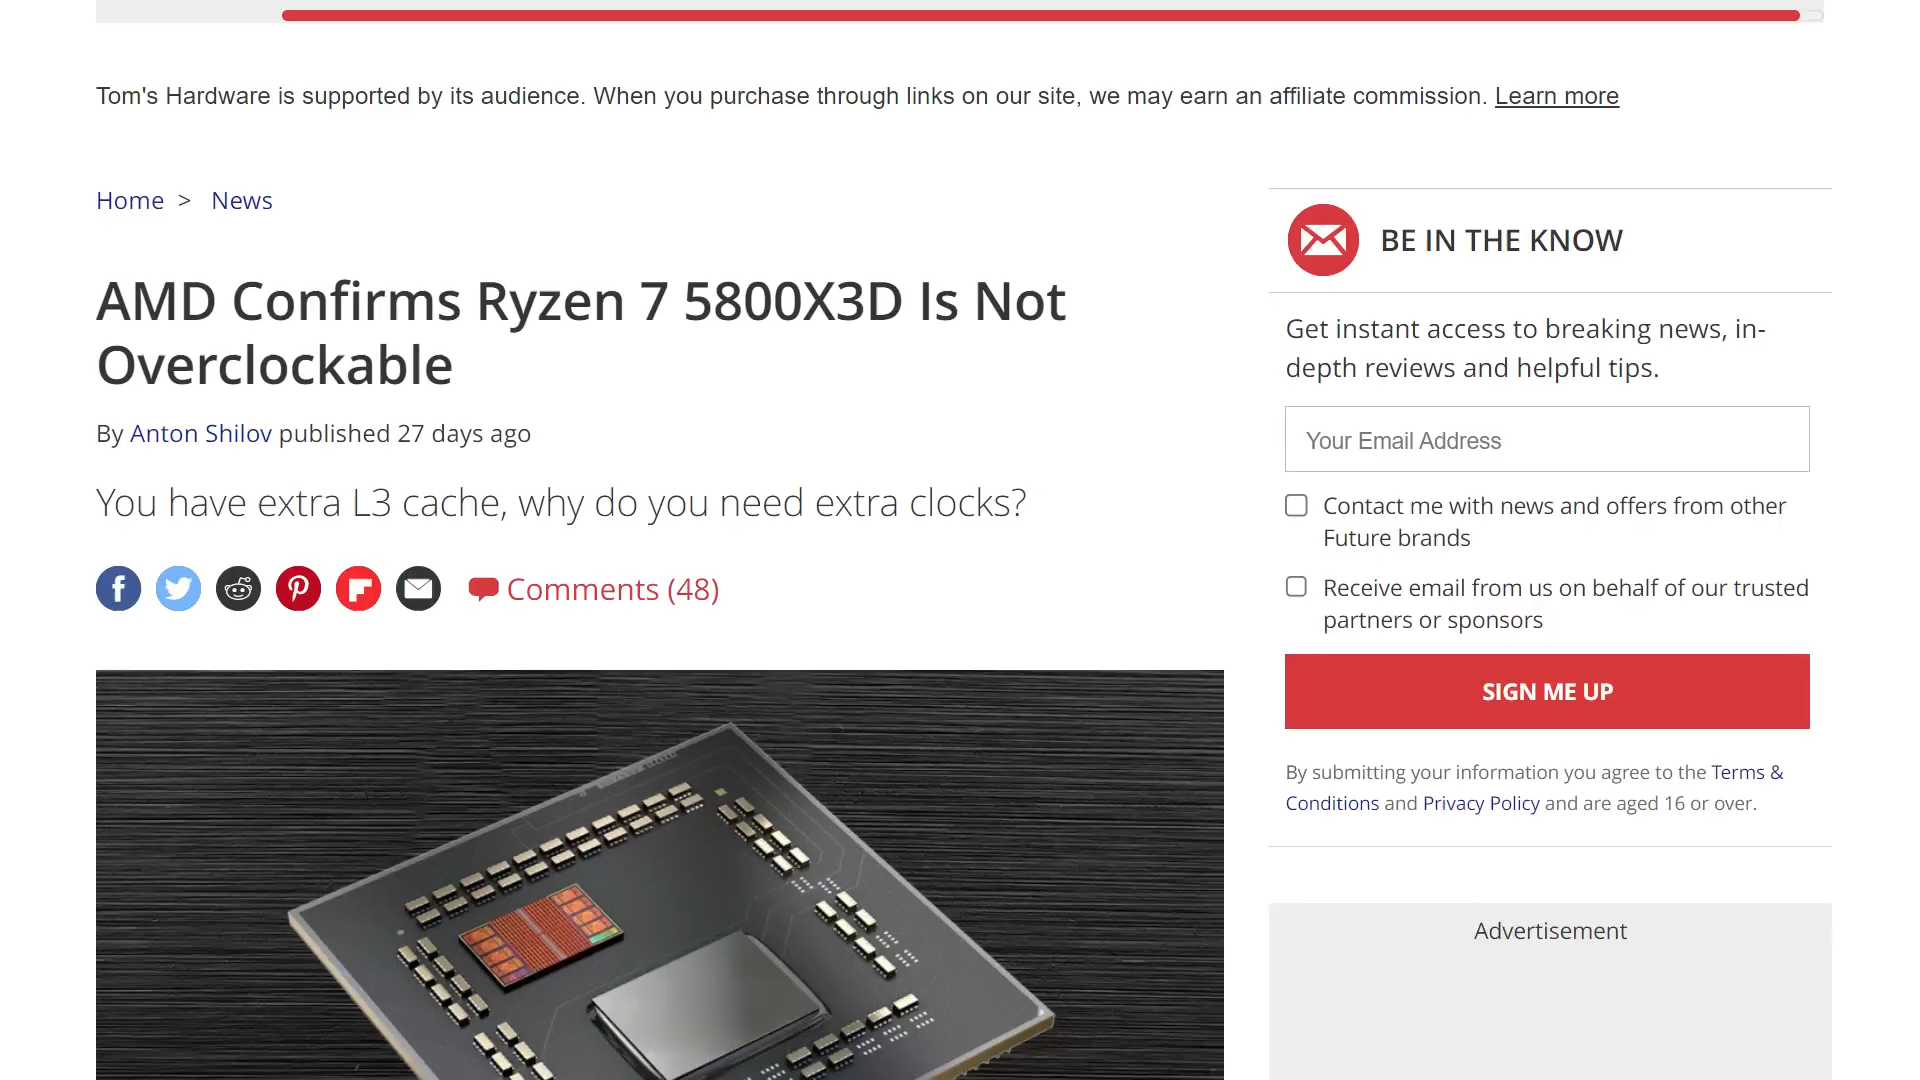 Tom's Hardware is supported by its audience. When you purchase through links on our site, we may earn an affiliate commission. Learn more
Home > News
AMD Confirms Ryzen 7 5800X3D Is Not
Overclockable
By Anton Shilov published 27 days ago
You have extra L3 cache, why do you need extra clocks?
Comments (48)
BE IN THE KNOW
Get instant access to breaking news, in-
depth reviews and helpful tips.
Your Email Address
Contact me with news and offers from other
Future brands
Receive email from us on behalf of our trusted
partners or sponsors
SIGN ME UP
By submitting your information you agree to the Terms &
Conditions and Privacy Policy and are aged 16 or over.
Advertisement